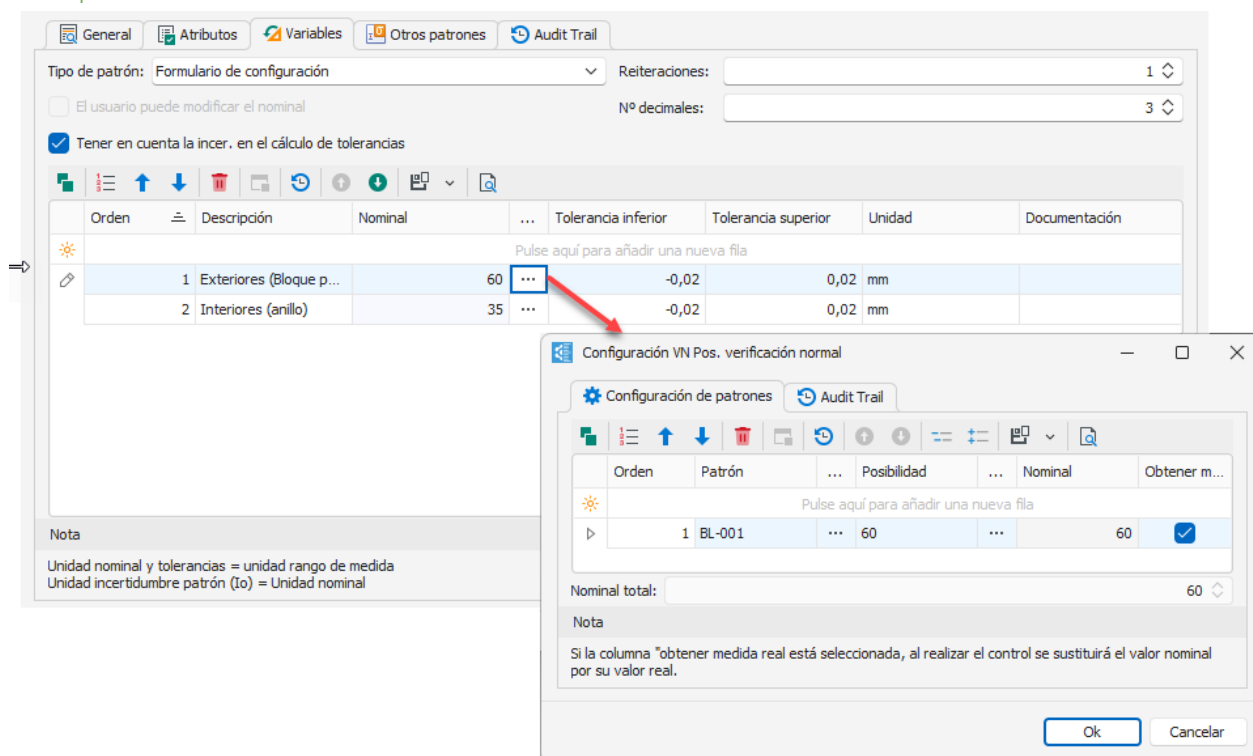 General Atributos Variables Otros patrones Audit Trail
Tipo de patrón: Formulario de configuración Reiteraciones: 1
El usuario puede modificar el nominal Nº decimales: 3
Tener en cuenta la incer. en el cálculo de tolerancias
Orden Descripción Nominal ... Tolerancia inferior Tolerancia superior Unidad Documentación
Pulse aquí para añadir una nueva fila
1 Exteriores (Bloque p... 60 ... -0,02 0,02 mm
2 Interiores (anillo) 35 ... -0,02 0,02 mm
Nota
Unidad nominal y tolerancias = unidad rango de medida
Unidad incertidumbre patrón (Io) = Unidad nominal
Configuración VN Pos. verificación normal
Configuración de patrones Audit Trail
Orden Patrón ... Posibilidad ... Nominal Obtener m...
Pulse aquí para añadir una nueva fila
1 BL-001 ... 60 ... 60
Nominal total: 60
Nota
Si la columna "obtener medida real está seleccionada, al realizar el control se sustituirá el valor nominal
por su valor real.
Ok Cancelar